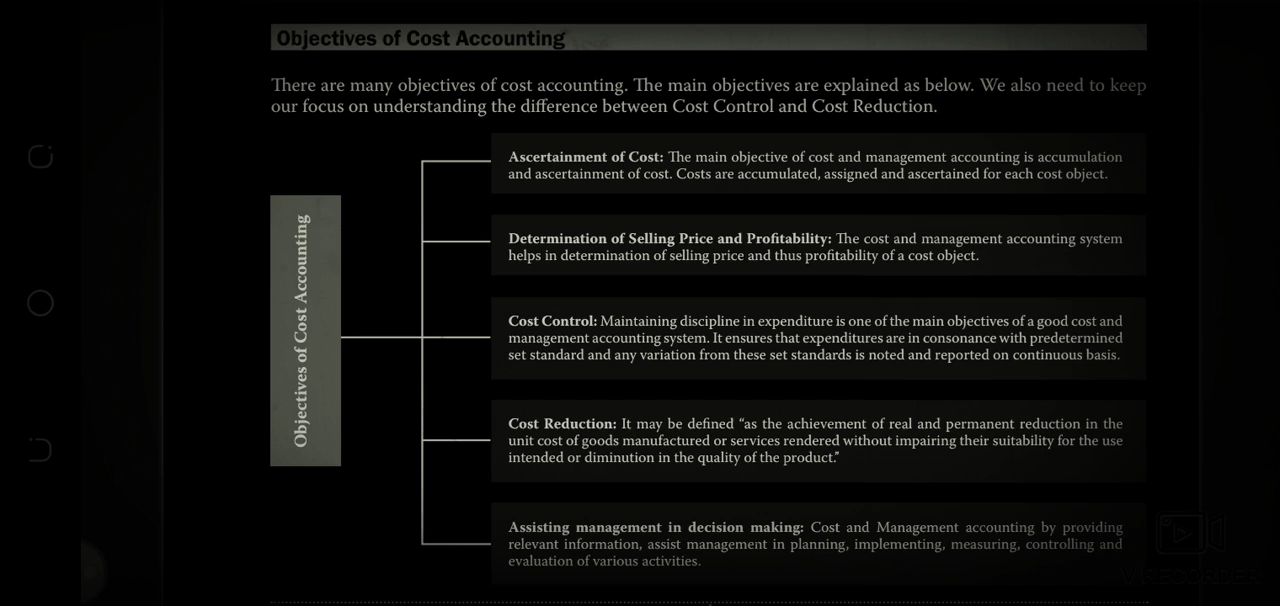 Objectives of Cost Accounting
There are many objectives of cost accounting. The main objectives are explained as below. We also need to keep
our focus on understanding the difference between Cost Control and Cost Reduction.
Objectives of Cost Accounting
Ascertainment of Cost: The main objective of cost and management accounting is accumulation
and ascertainment of cost. Costs are accumulated, assigned and ascertained for each cost object.
Determination of Selling Price and Profitability: The cost and management accounting system
helps in determination of selling price and thus profitability of a cost object.
Cost Control: Maintaining discipline in expenditure is one of the main objectives of a good cost and
management accounting system. It ensures that expenditures are in consonance with predetermined
set standard and any variation from these set standards is noted and reported on continuous basis.
Cost Reduction: It may be defined “as the achievement of real and permanent reduction in the
unit cost of goods manufactured or services rendered without impairing their suitability for the use
intended or diminution in the quality of the product.”
Assisting management in decision making: Cost and Management accounting by providing
relevant information, assist management in planning, implementing, measuring, controlling and
evaluation of various activities.
V RECORDER